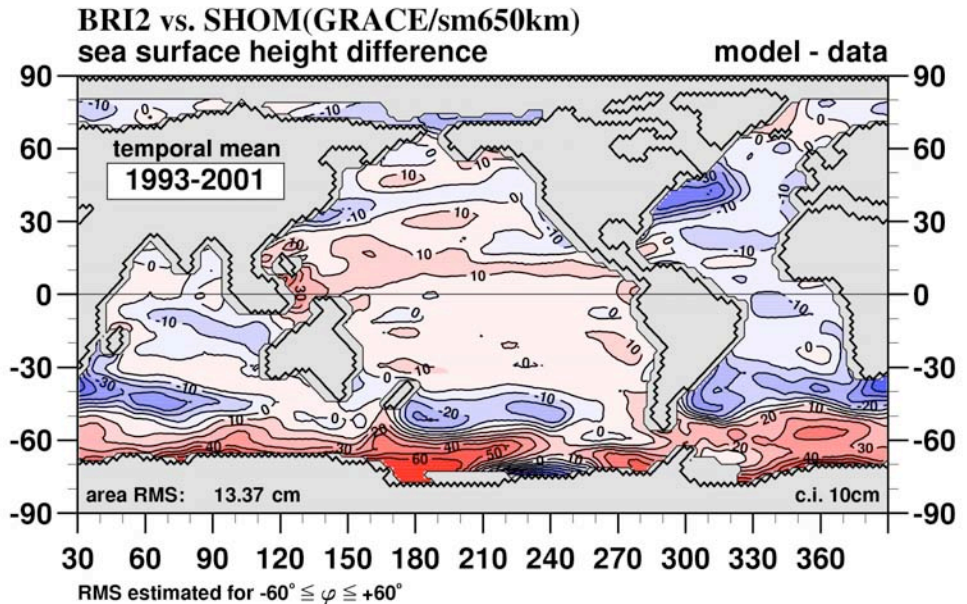 BRI2 vs. SHOM(GRACE/sm650km)
sea surface height difference model - data
temporal mean
1993-2001
90 90
60 60
30 30
0 0
-30 -30
-60 -60
-90 -90
area RMS: 13.37 cm c.i. 10cm
30 60 90 120 150 180 210 240 270 300 330 360
RMS estimated for -60° ≦ φ ≦ +60°